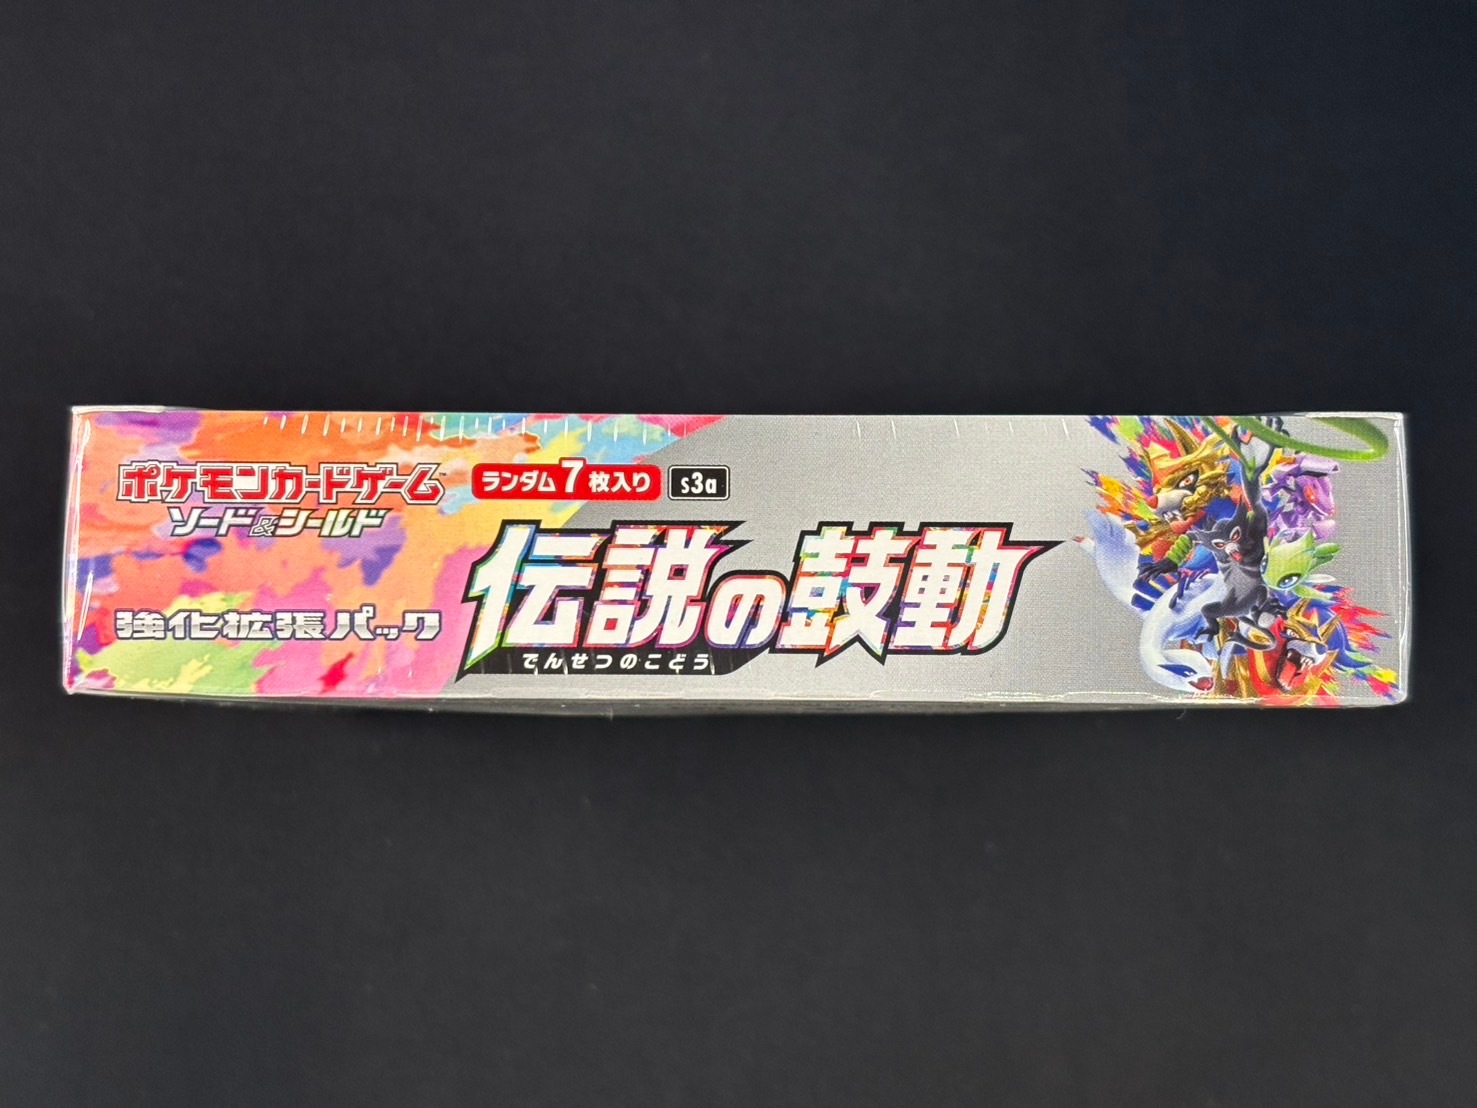 ポケモンカードゲーム™
ソード&シールド
強化拡張パック
ランダム7枚入り
s3a
伝説の鼓動
でんせつのこどう